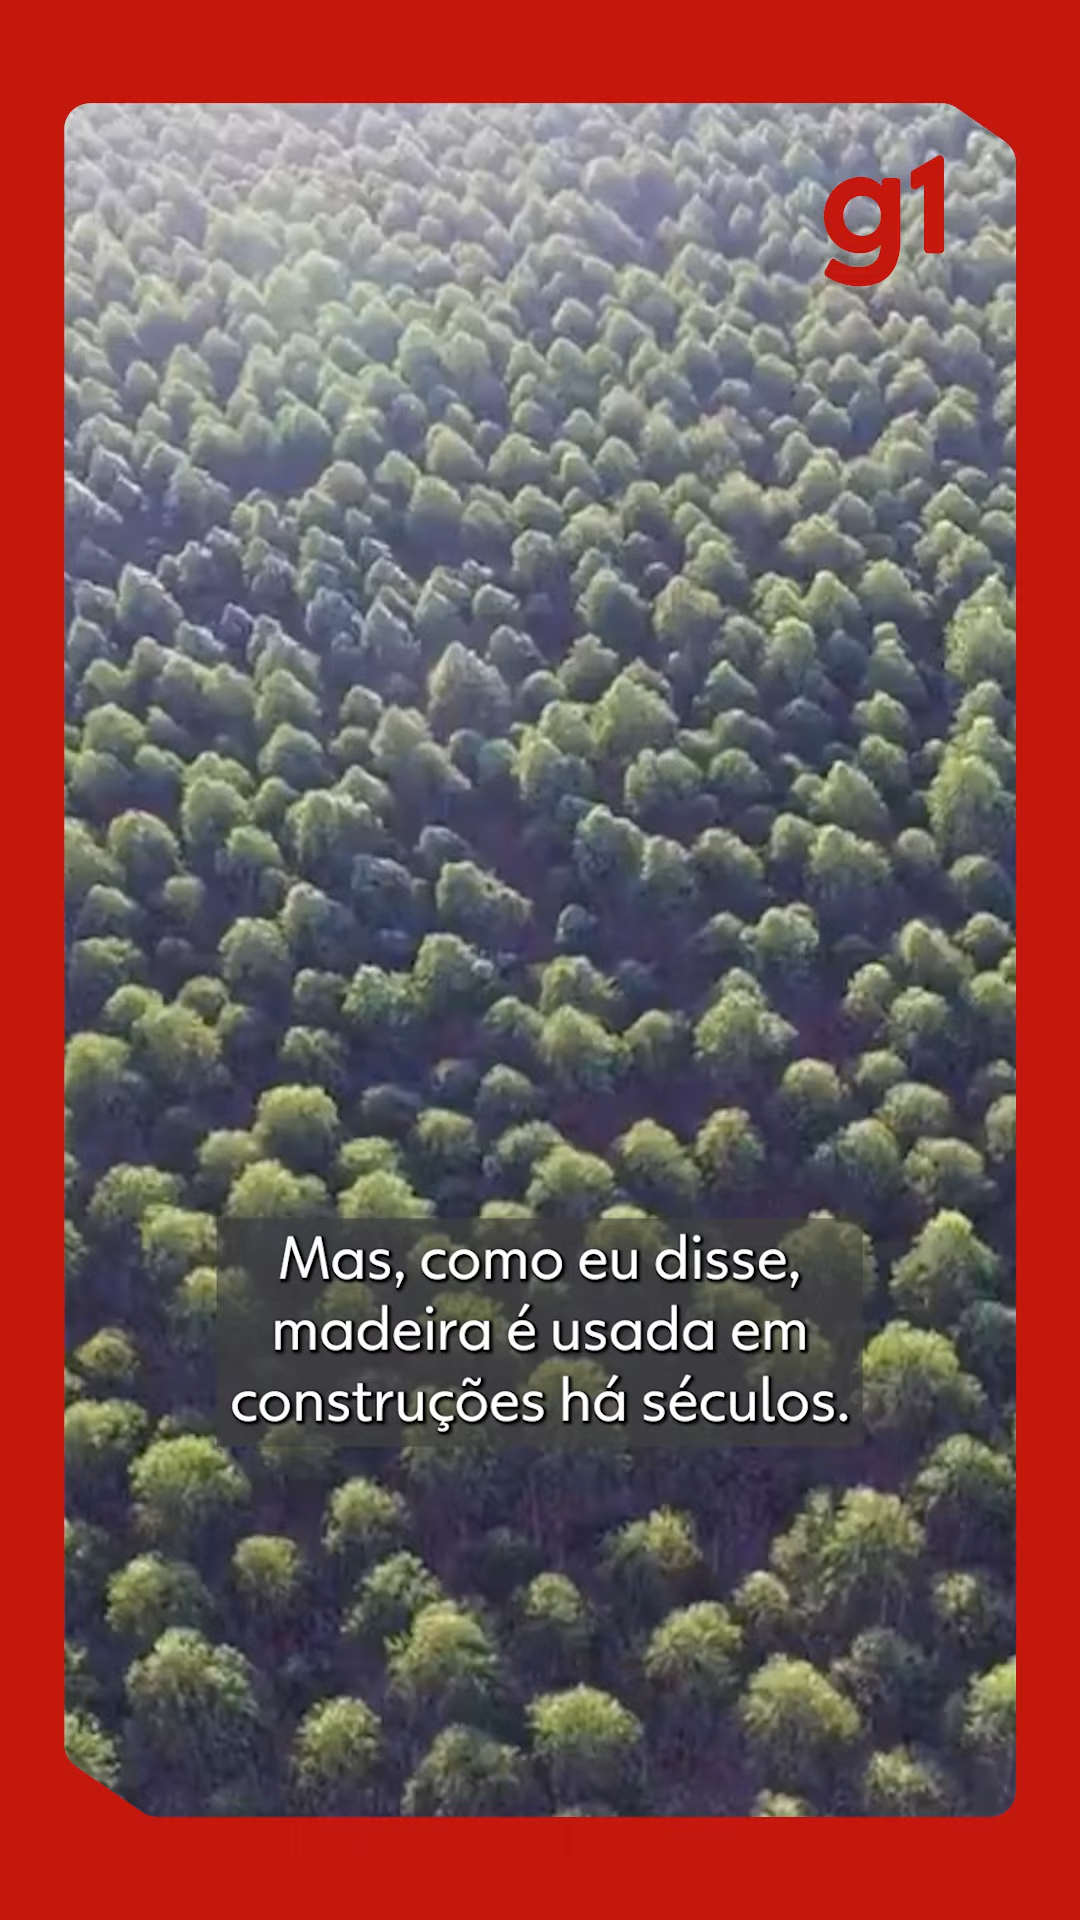 g1
Mas, como eu disse,
madeira é usada em
construções há séculos.